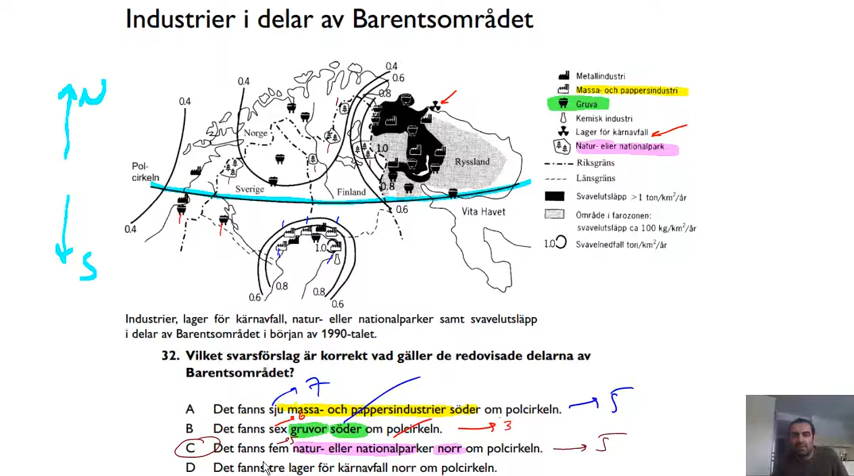 Industrier i delar av Barentsområdet
N
S
0.4
0.4
0.4
0.6
0.8
Norge
1.0
Ryssland
Pol-
cirkeln
Sverige
Finland
0.8
0.6
Vita Havet
0.4
1.0
0.6
0.8
0.8
0.6
Metallindustri
Massa- och pappersindustri
Gruva
Kemisk industri
Lager för kärnavfall
Natur- eller nationalpark
Riksgräns
Länsgräns
Svavelutsläpp >1 ton/km²/år
Område i farozonen:
svavelutsläpp ca 100 kg/km²/år
1.0 Svavelnedfall ton/km²/år
Industrier, lager för kärnavfall, natur- eller nationalparker samt svavelutsläpp
i delar av Barentsområdet i början av 1990-talet.
32. Vilket svarsförslag är korrekt vad gäller de redovisade delarna av
Barentsområdet?
7
A Det fanns sju massa- och pappersindustrier söder om polcirkeln. 5
6
B Det fanns sex gruvor söder om polcirkeln. 3
5
C Det fanns fem natur- eller nationalparker norr om polcirkeln. 5
D Det fanns tre lager för kärnavfall norr om polcirkeln.